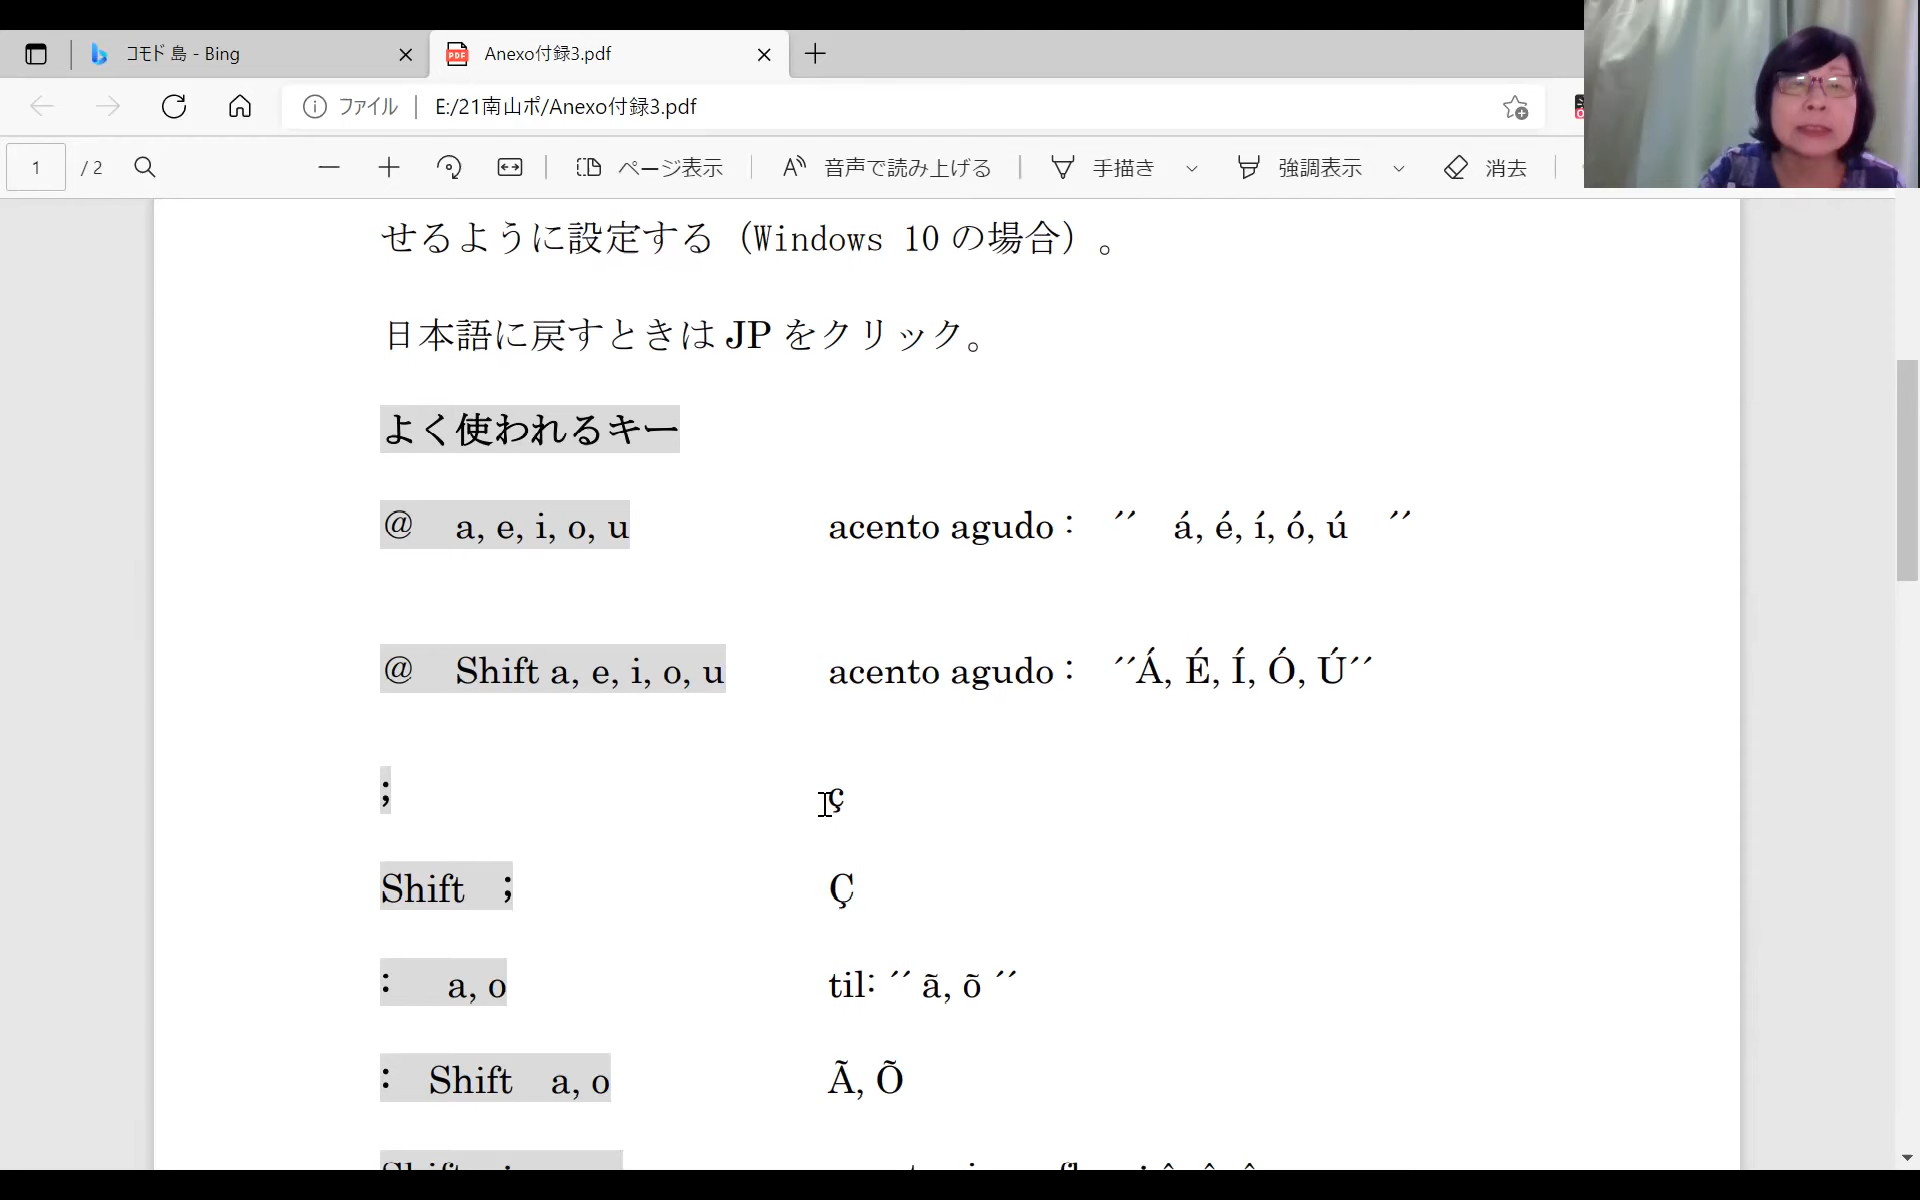 コモド 島 - Bing
Anexo付録3.pdf
ファイル
E:/21南山ポ/Anexo付録3.pdf
1 / 2
ページ表示
音声で読み上げる
手描き
強調表示
消去
せるように設定する（Windows 10 の場合）。
日本語に戻すときは JP をクリック。
よく使われるキー
@ a, e, i, o, u acento agudo： ´´ á, é, í, ó, ú ´´
@ Shift a, e, i, o, u acento agudo： ´´Á, É, Í, Ó, Ú´´
; ç
Shift ; Ç
: a, o til: ´´ ã, õ ´´
: Shift a, o Ã, Õ